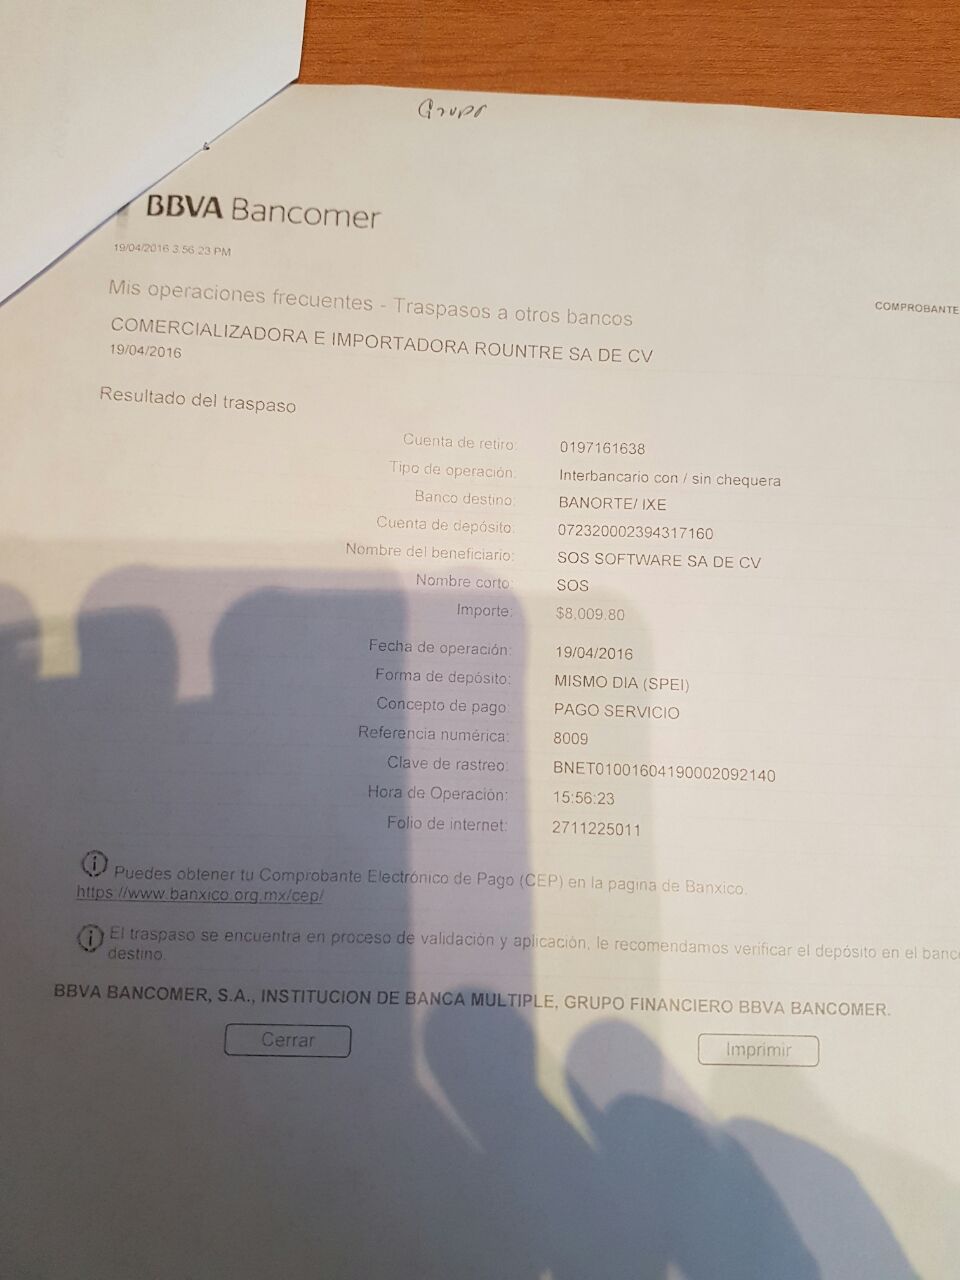 Grupo
BBVA Bancomer
19/04/2016 3:56:23 PM
Mis operaciones frecuentes - Traspasos a otros bancos
COMPROBANTE
COMERCIALIZADORA E IMPORTADORA ROUNTRE SA DE CV
19/04/2016
Resultado del traspaso
Cuenta de retiro: 0197161638
Tipo de operación: Interbancario con / sin chequera
Banco destino: BANORTE/ IXE
Cuenta de depósito: 072320002394317160
Nombre del beneficiario: SOS SOFTWARE SA DE CV
Nombre corto: SOS
Importe: $8,009.80
Fecha de operación: 19/04/2016
Forma de depósito: MISMO DIA (SPEI)
Concepto de pago: PAGO SERVICIO
Referencia numérica: 8009
Clave de rastreo: BNET01001604190002092140
Hora de Operación: 15:56:23
Folio de internet: 2711225011
Puedes obtener tu Comprobante Electrónico de Pago (CEP) en la pagina de Banxico.
https://www.banxico.org.mx/cep/
El traspaso se encuentra en proceso de validación y aplicación, le recomendamos verificar el depósito en el banco
destino.
BBVA BANCOMER, S.A., INSTITUCION DE BANCA MULTIPLE, GRUPO FINANCIERO BBVA BANCOMER.
Cerrar
Imprimir